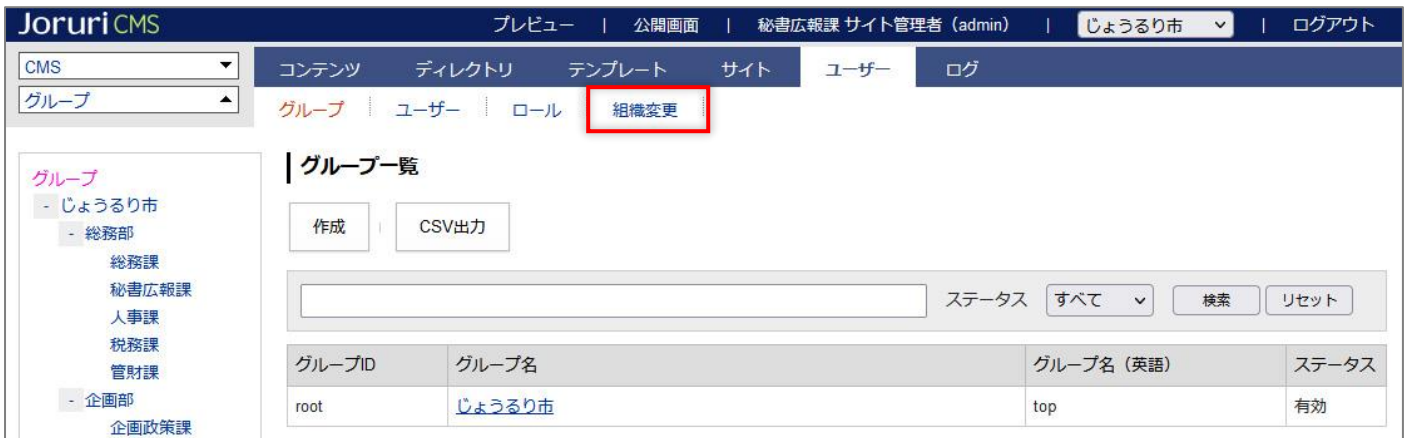 Joruri CMS プレビュー | 公開画面 | 秘書広報課 サイト管理者（admin） | じょうるり市 | ログアウト
CMS
グループ
コンテンツ ディレクトリ テンプレート サイト ユーザー ログ
グループ ユーザー ロール 組織変更
グループ
- じょうるり市
- 総務部
総務課
秘書広報課
人事課
税務課
管財課
- 企画部
企画政策課
グループ一覧
作成 CSV出力
ステータス すべて 検索 リセット
グループID グループ名 グループ名（英語） ステータス
root じょうるり市 top 有効